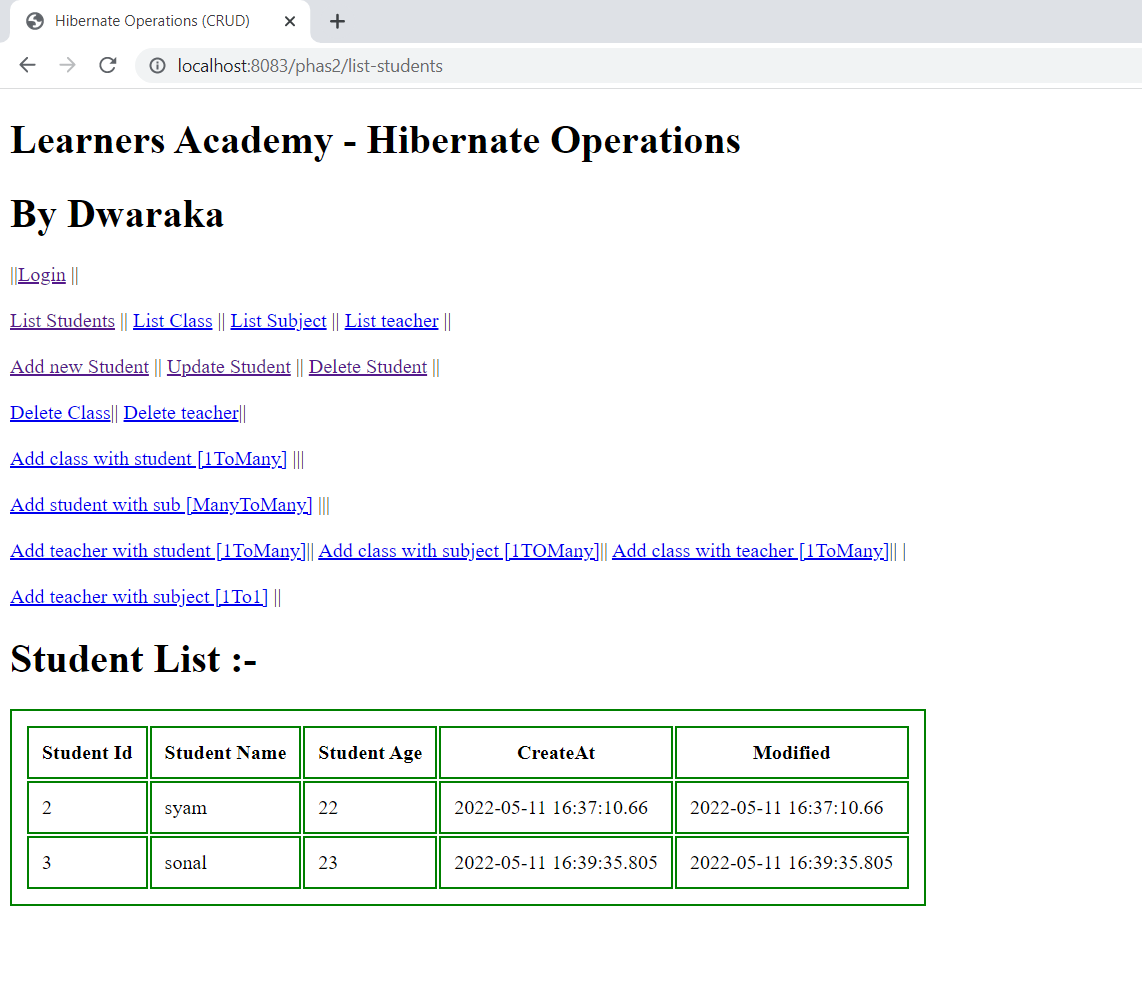 Hibernate Operations (CRUD)
localhost:8083/phas2/list-students
Learners Academy - Hibernate Operations
By Dwaraka
||Login ||
List Students || List Class || List Subject || List teacher ||
Add new Student || Update Student || Delete Student ||
Delete Class|| Delete teacher||
Add class with student [1ToMany] |||
Add student with sub [ManyToMany] |||
Add teacher with student [1ToMany]|| Add class with subject [1TOMany]|| Add class with teacher [1ToMany]|| |
Add teacher with subject [1To1] ||
Student List :-
Student Id Student Name Student Age CreateAt Modified
2 syam 22 2022-05-11 16:37:10.66 2022-05-11 16:37:10.66
3 sonal 23 2022-05-11 16:39:35.805 2022-05-11 16:39:35.805